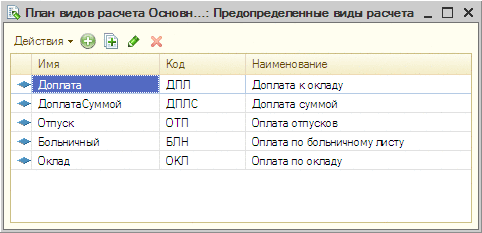 План видов расчета Основн...: Предопределенные виды расчета
Действия
Имя Код Наименование
Доплата ДПЛ Доплата к окладу
ДоплатаСуммой ДПЛС Доплата суммой
Отпуск ОТП Оплата отпусков
Больничный БЛН Оплата по больничному листу
Оклад ОКЛ Оплата по окладу